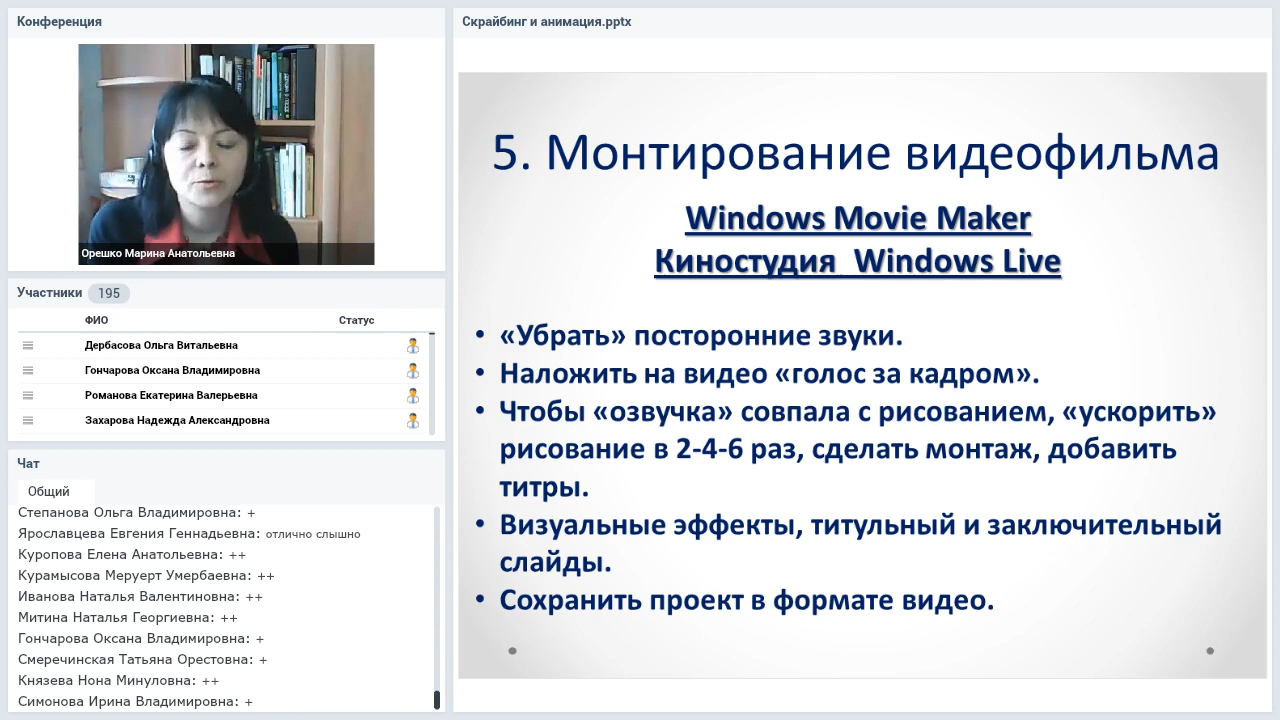 Конференция
Орешко Марина Анатольевна
Участники 195
ФИО Статус
Дербасова Ольга Витальевна
Гончарова Оксана Владимировна
Романова Екатерина Валерьевна
Захарова Надежда Александровна
Чат
Общий
Степанова Ольга Владимировна: +
Ярославцева Евгения Геннадьевна: отлично слышно
Куропова Елена Анатольевна: ++
Курамысова Меруерт Умербаевна: ++
Иванова Наталья Валентиновна: ++
Митина Наталья Георгиевна: ++
Гончарова Оксана Владимировна: +
Смеречинская Татьяна Орестовна: +
Князева Нона Минуловна: ++
Симонова Ирина Владимировна: +
Скрайбинг и анимация.pptx
5. Монтирование видеофильма
Windows Movie Maker
Киностудия Windows Live
• «Убрать» посторонние звуки.
• Наложить на видео «голос за кадром».
• Чтобы «озвучка» совпала с рисованием, «ускорить»
рисование в 2-4-6 раз, сделать монтаж, добавить
титры.
• Визуальные эффекты, титульный и заключительный
слайды.
• Сохранить проект в формате видео.